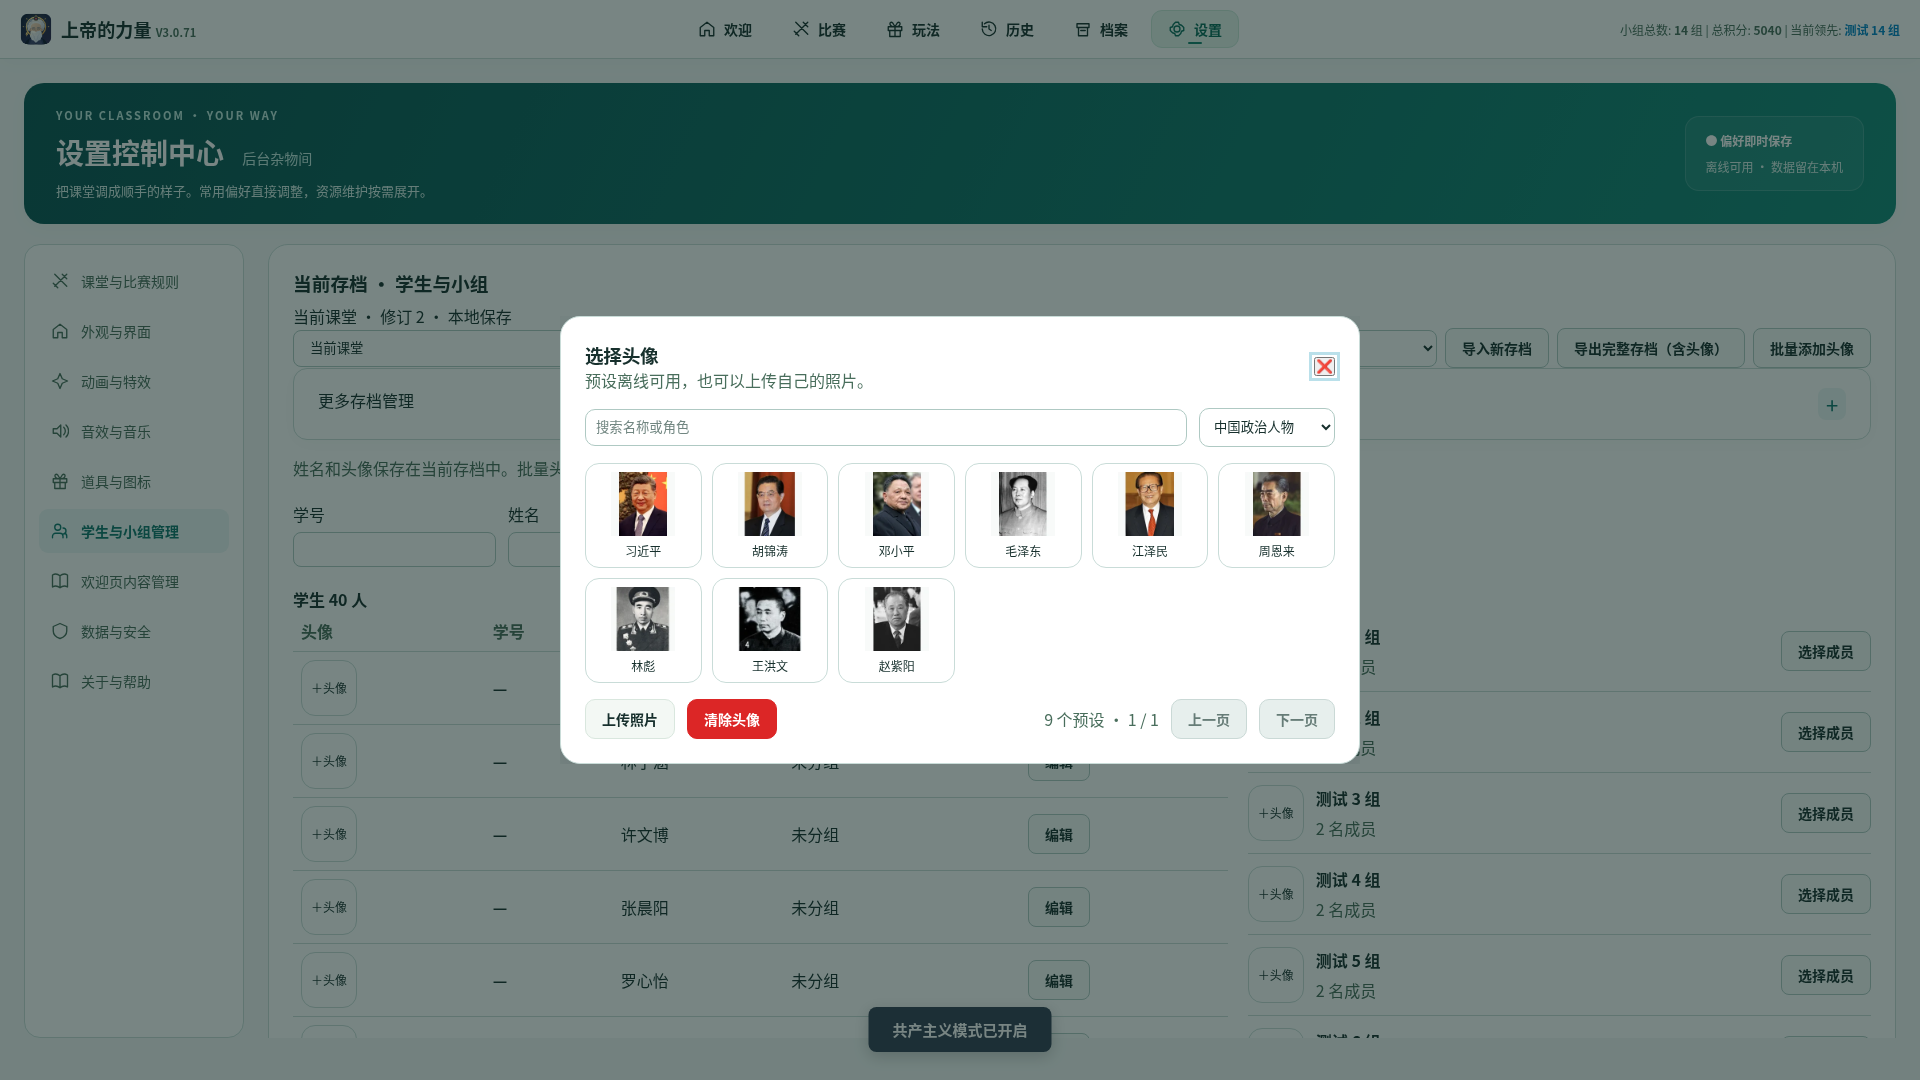 上帝的力量 V3.0.71
欢迎
比赛
玩法
历史
档案
设置
小组总数: 14 组 | 总积分: 5040 | 当前领先: 测试 14 组
YOUR CLASSROOM · YOUR WAY
设置控制中心 后台杂物间
把课堂调成顺手的样子。常用偏好直接调整，资源维护按需展开。
偏好即时保存
离线可用 · 数据留在本机
课堂与比赛规则
外观与界面
动画与特效
音效与音乐
道具与图标
学生与小组管理
欢迎页内容管理
数据与安全
关于与帮助
当前存档 · 学生与小组
当前课堂 · 修订 2 · 本地保存
当前课堂
导入新存档
导出完整存档（含头像）
批量添加头像
更多存档管理
+
姓名和头像保存在当前存档中。批量头
学号
姓名
学生 40 人
头像
学号
选择头像
预设离线可用，也可以上传自己的照片。
搜索名称或角色
中国政治人物
习近平
胡锦涛
邓小平
毛泽东
江泽民
周恩来
林彪
王洪文
赵紫阳
上传照片
清除头像
9 个预设 · 1 / 1
上一页
下一页
+头像
—
+头像
—
+头像
—
许文博
未分组
编辑
+头像
—
张晨阳
未分组
编辑
+头像
—
罗心怡
未分组
编辑
组
员
选择成员
组
员
选择成员
+头像
测试 3 组
2 名成员
选择成员
+头像
测试 4 组
2 名成员
选择成员
+头像
测试 5 组
2 名成员
选择成员
共产主义模式已开启